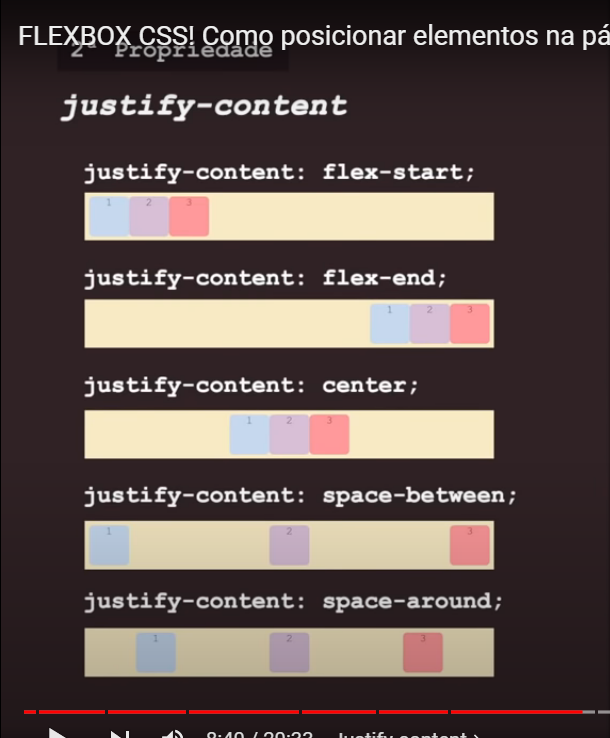 FLEXBOX CSS! Como posicionar elementos na pá
2ª Propriedade
justify-content
justify-content: flex-start;
1 2 3
justify-content: flex-end;
1 2 3
justify-content: center;
1 2 3
justify-content: space-between;
1 2 3
justify-content: space-around;
1 2 3
8:49 / 20:33 Justify-content